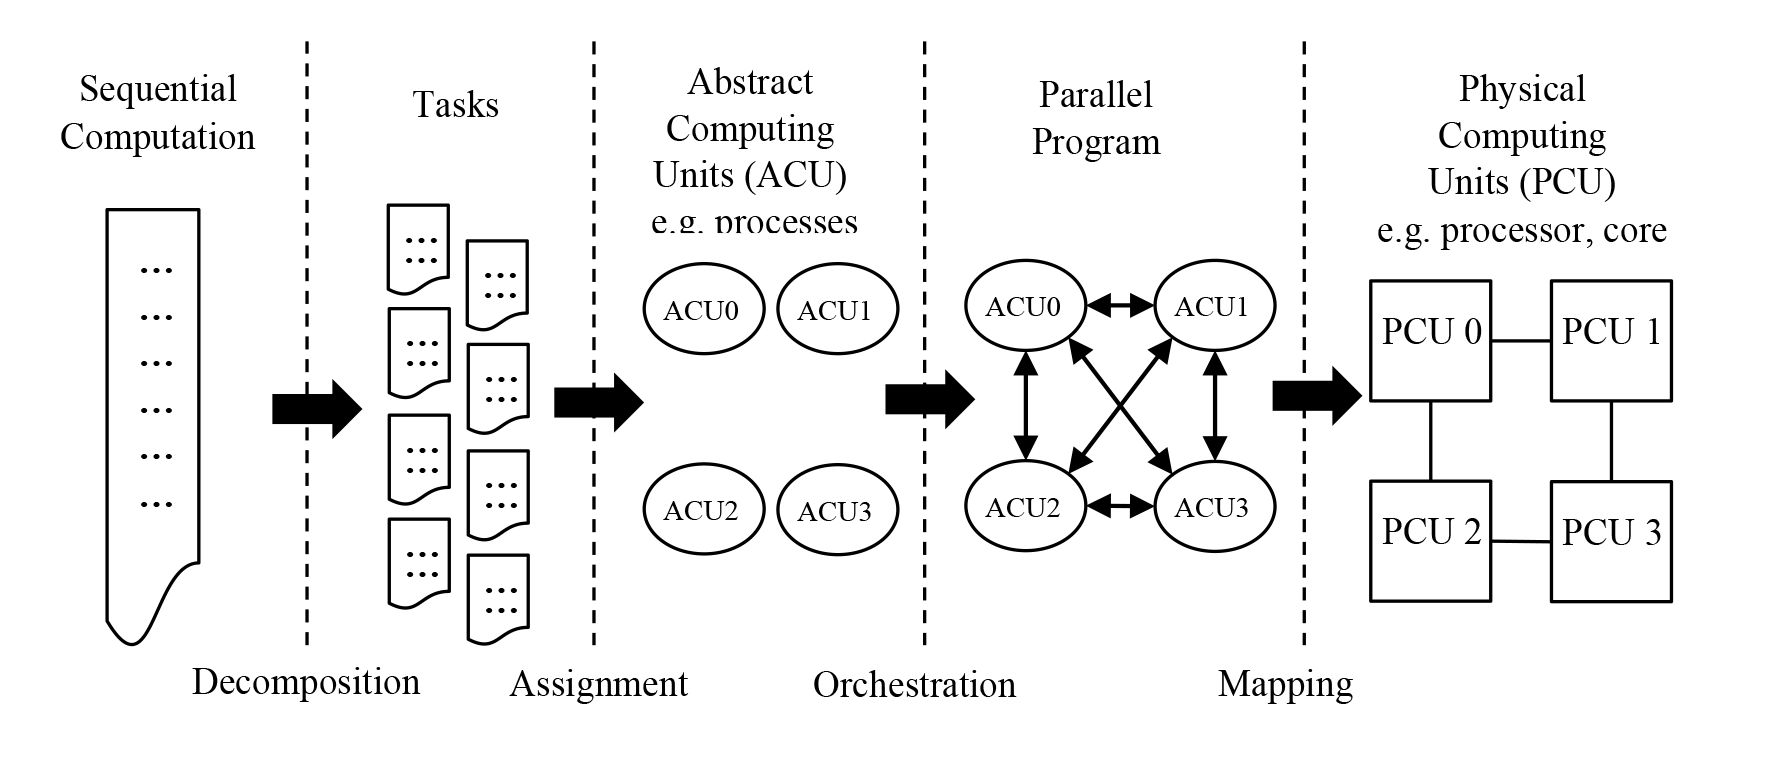 Sequential
Computation
Tasks
Abstract
Computing
Units (ACU)
e.g. processes
Parallel
Program
Physical
Computing
Units (PCU)
e.g. processor, core
ACU0
ACU1
ACU2
ACU3
ACU0
ACU1
ACU2
ACU3
PCU 0
PCU 1
PCU 2
PCU 3
Decomposition
Assignment
Orchestration
Mapping